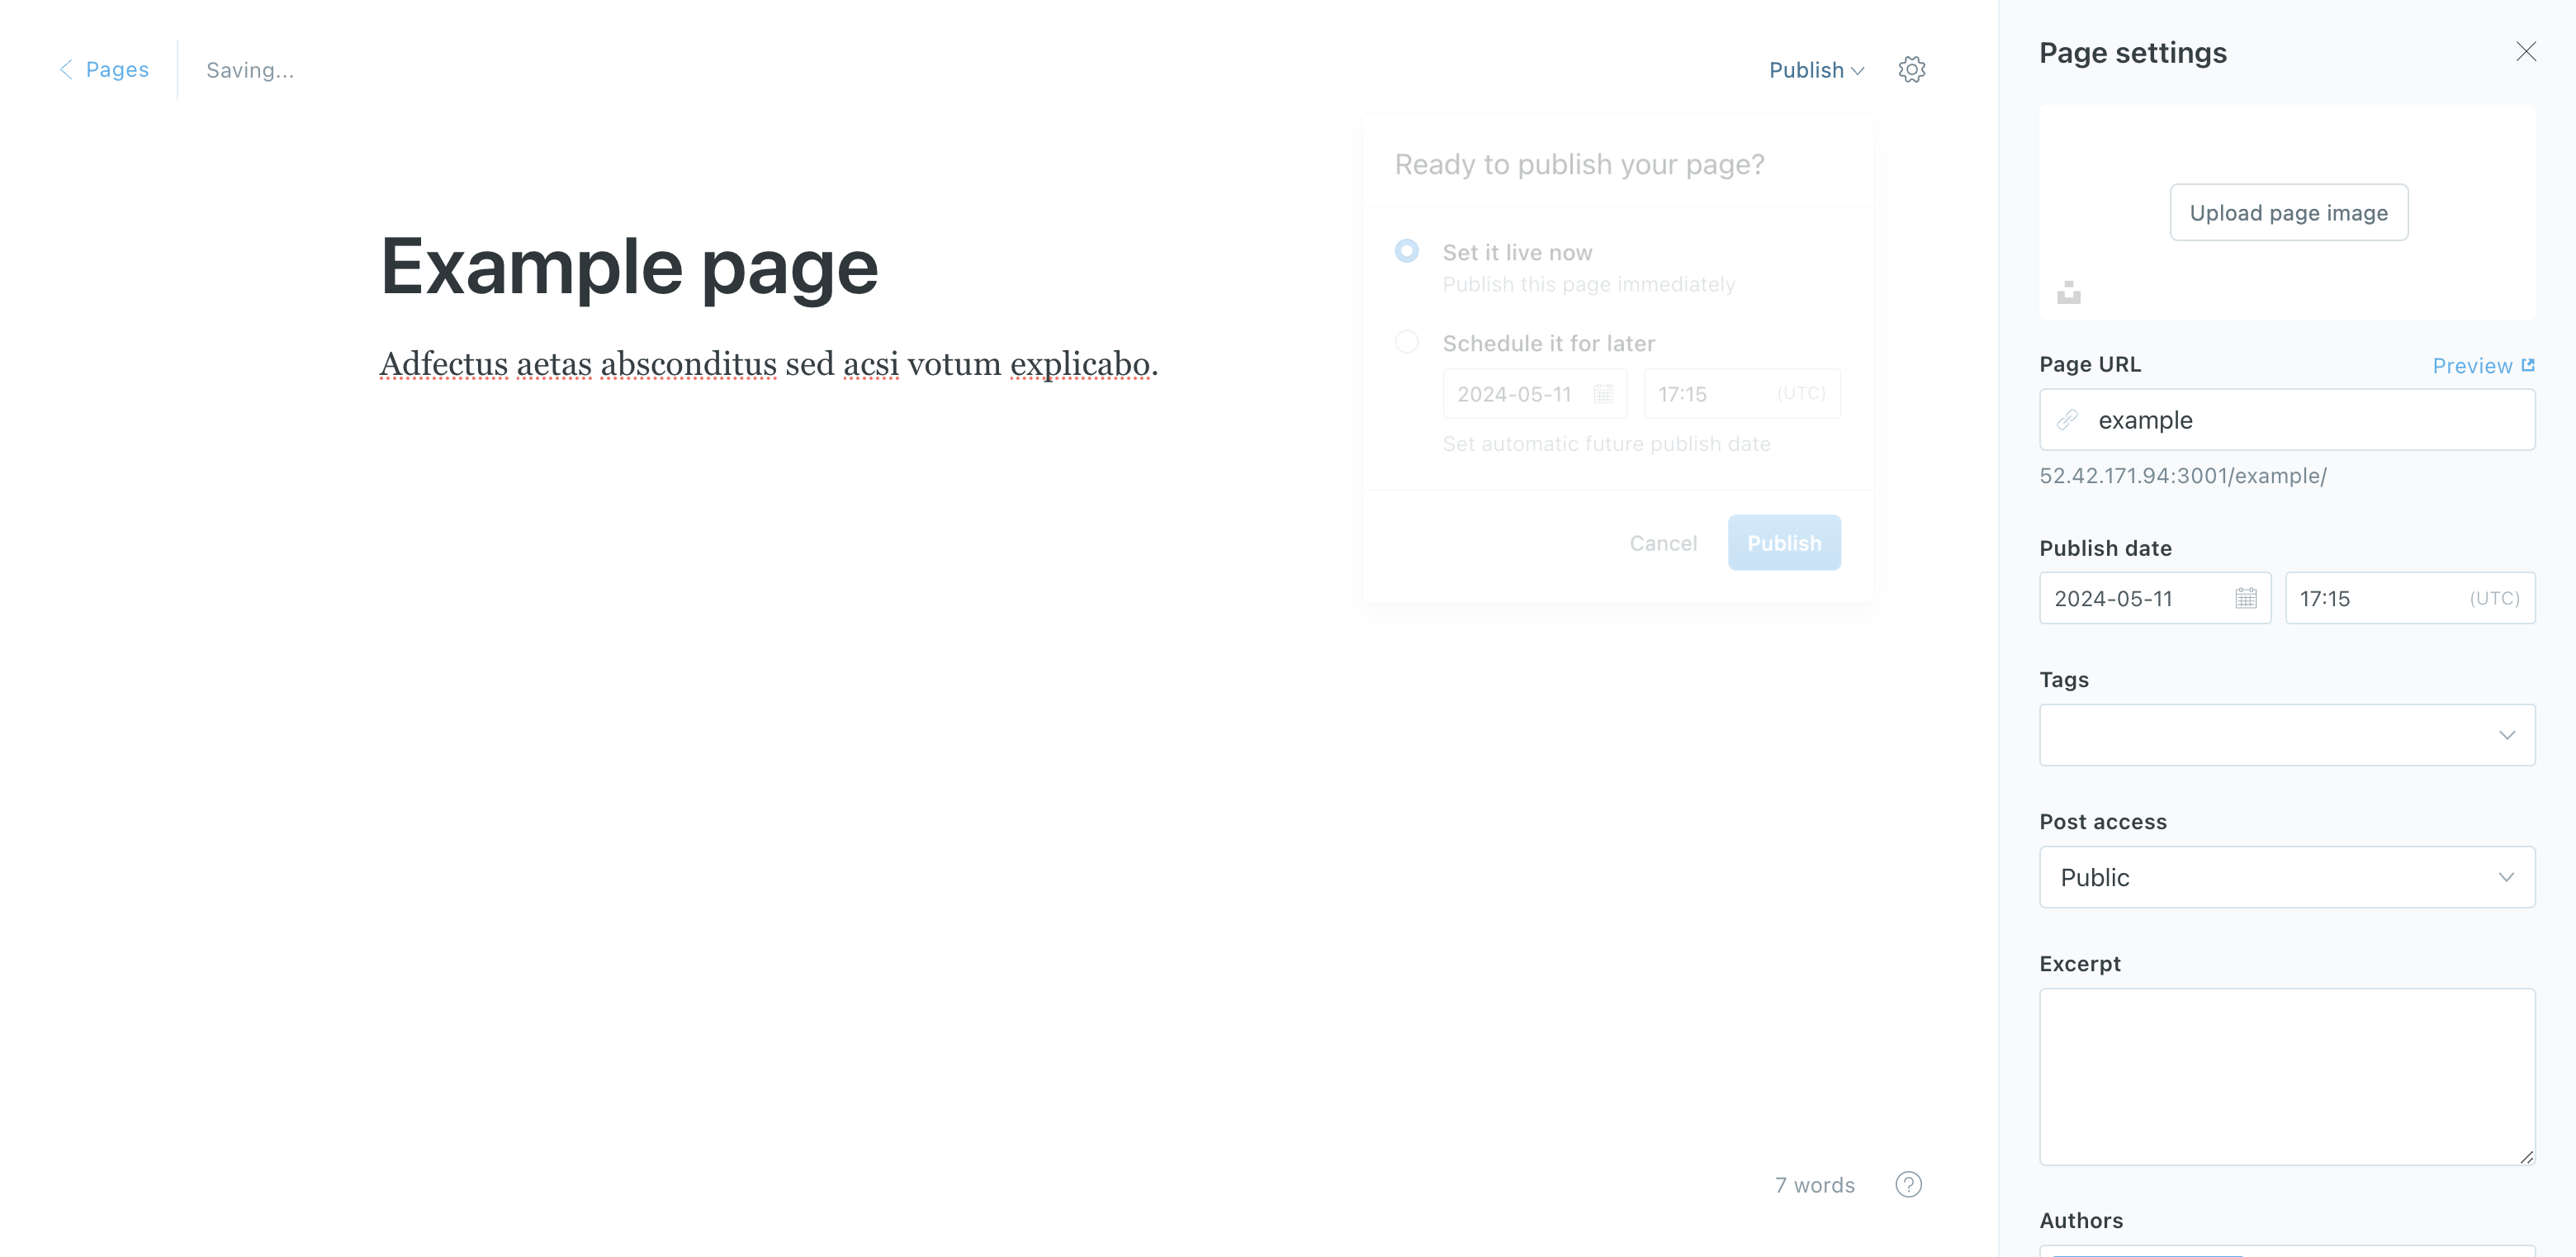 Pages
Saving...
Publish
Example page
Adfectus aetas absconditus sed acsi votum explicabo.
Ready to publish your page?
Set it live now
Publish this page immediately
Schedule it for later
2024-05-11
17:15
(UTC)
Set automatic future publish date
Cancel
Publish
7 words
?
Page settings
Upload page image
Page URL
Preview
example
52.42.171.94:3001/example/
Publish date
2024-05-11
17:15
(UTC)
Tags
Post access
Public
Excerpt
Authors